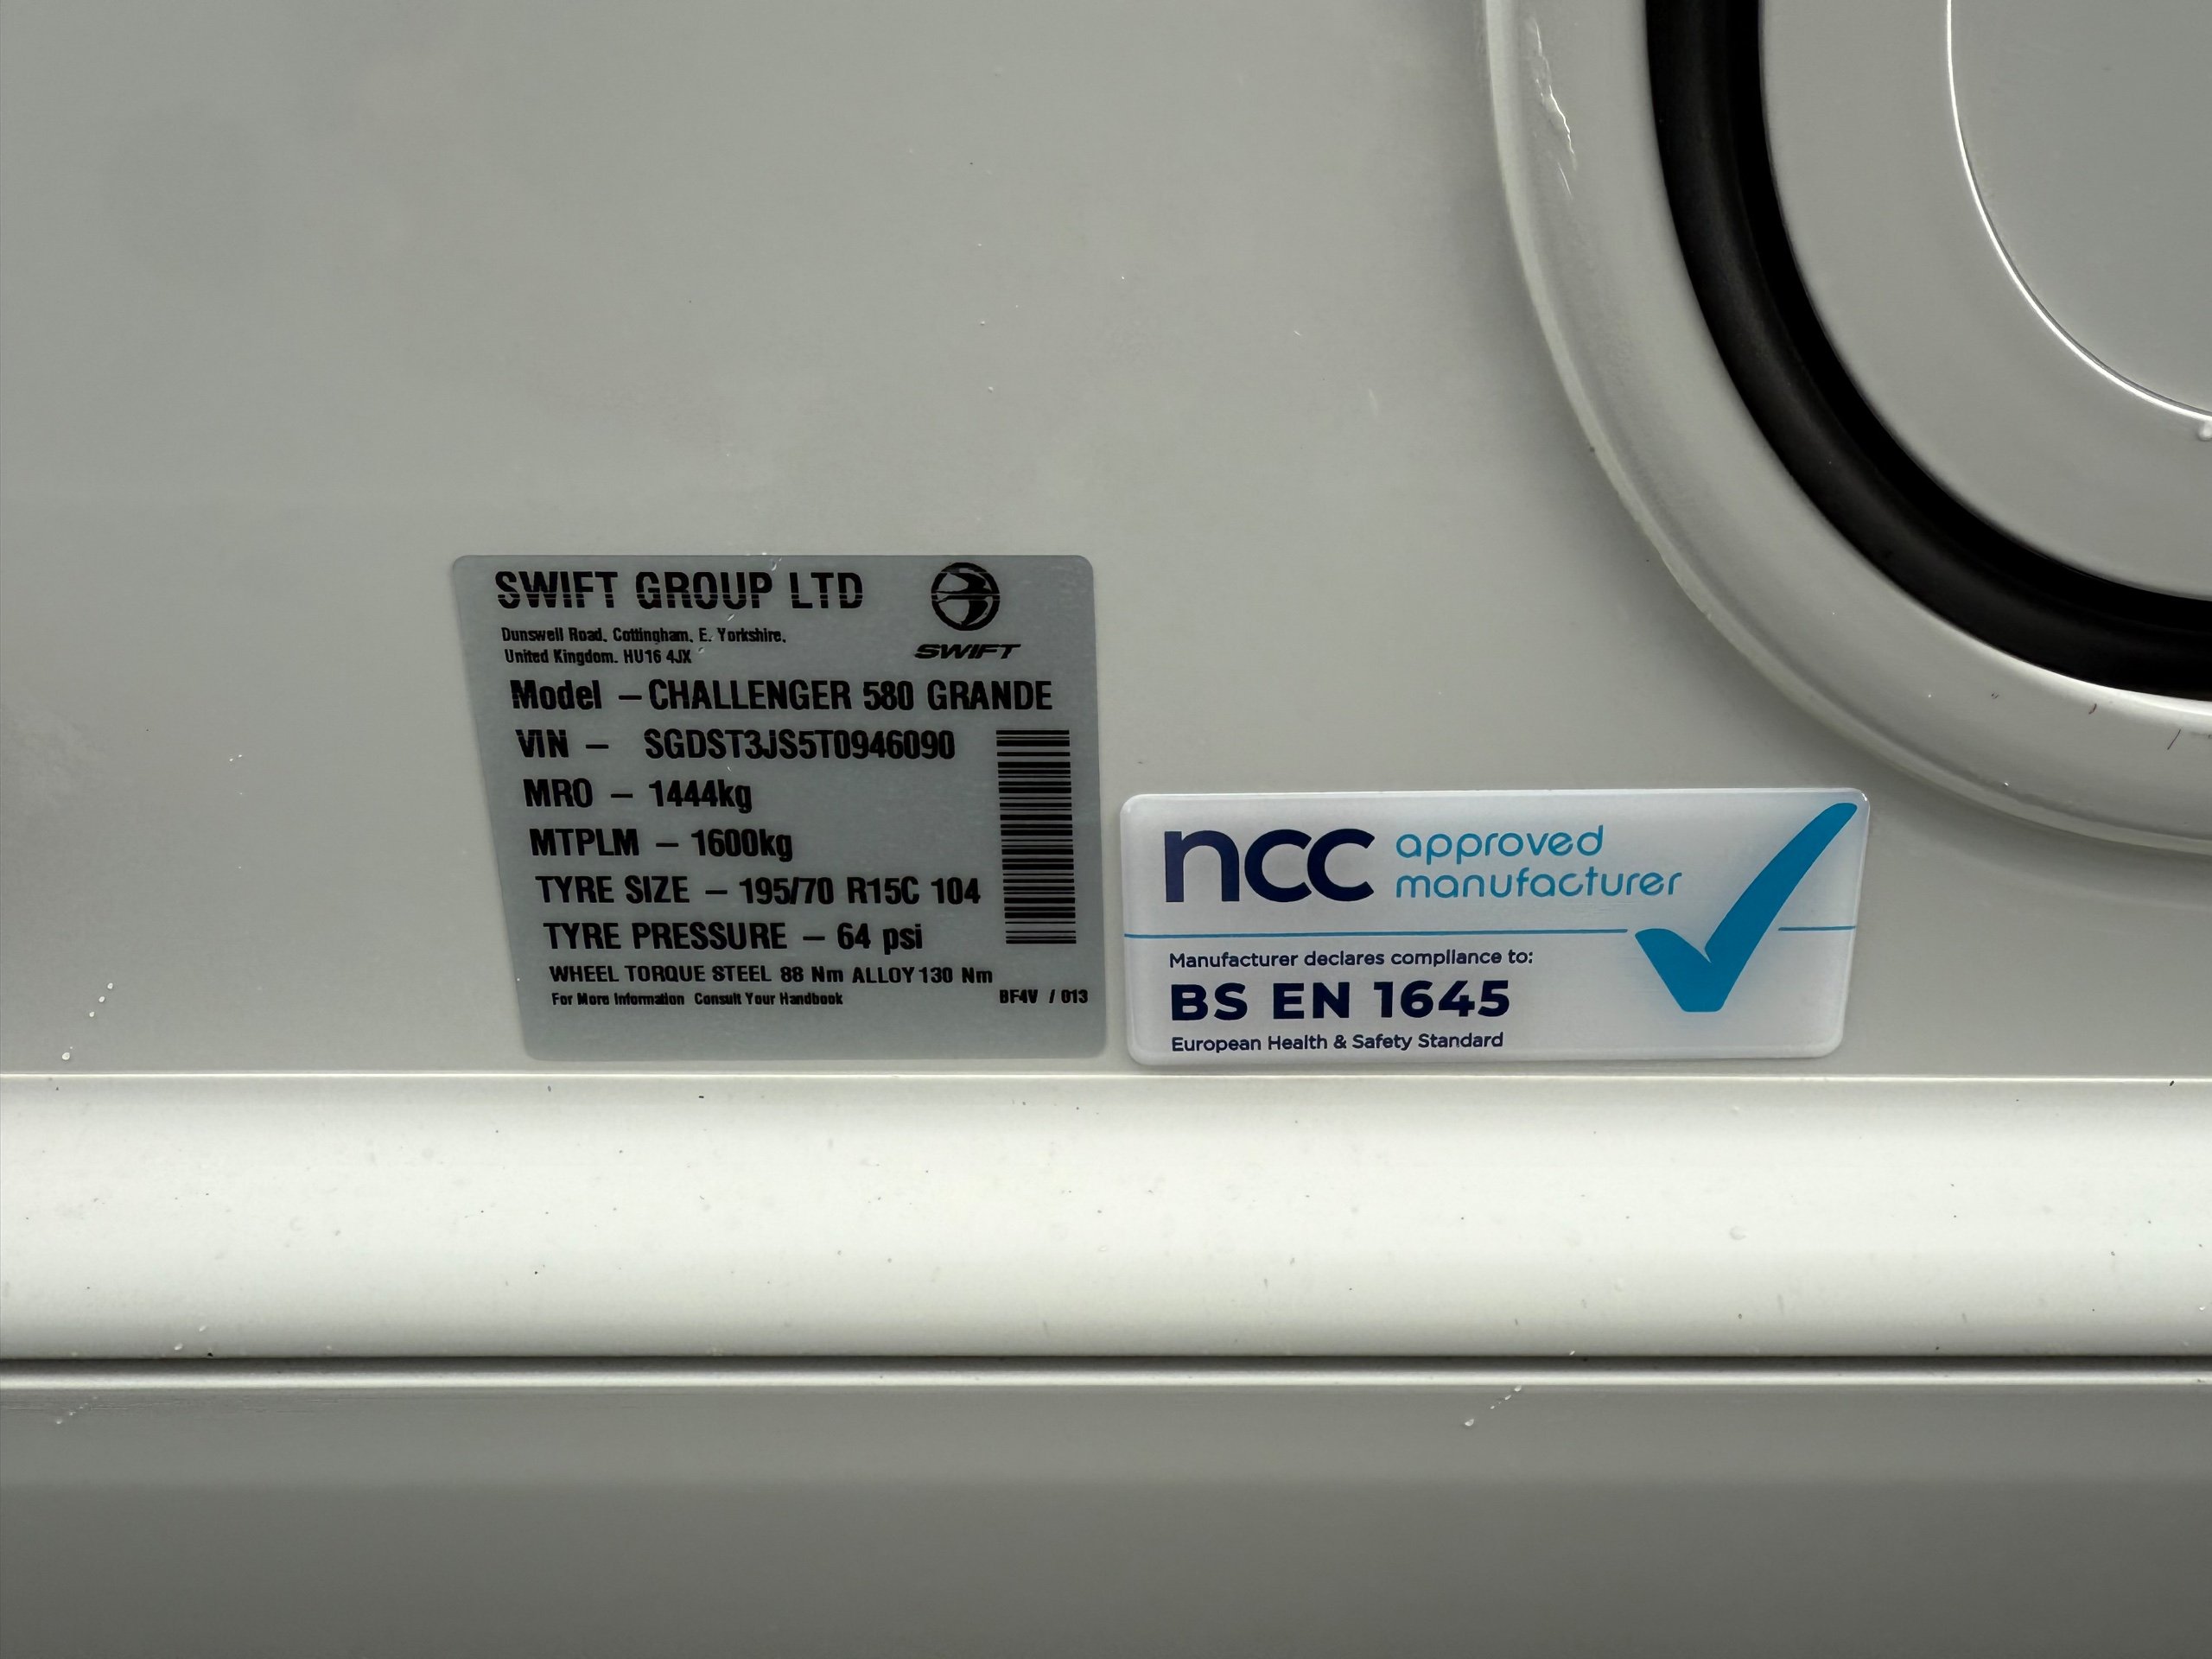 SWIFT GROUP LTD
Dunswell Road, Cottingham, E. Yorkshire,
United Kingdom. HU16 4JX
SWIFT
Model – CHALLENGER 580 GRANDE
VIN – SGDST3JS5T0946090
MRO – 1444kg
MTPLM – 1600kg
TYRE SIZE – 195/70 R15C 104
TYRE PRESSURE – 64 psi
WHEEL TORQUE STEEL 88 Nm ALLOY 130 Nm
For More Information Consult Your Handbook BF4V / 013
ncc approved
manufacturer
Manufacturer declares compliance to:
BS EN 1645
European Health & Safety Standard